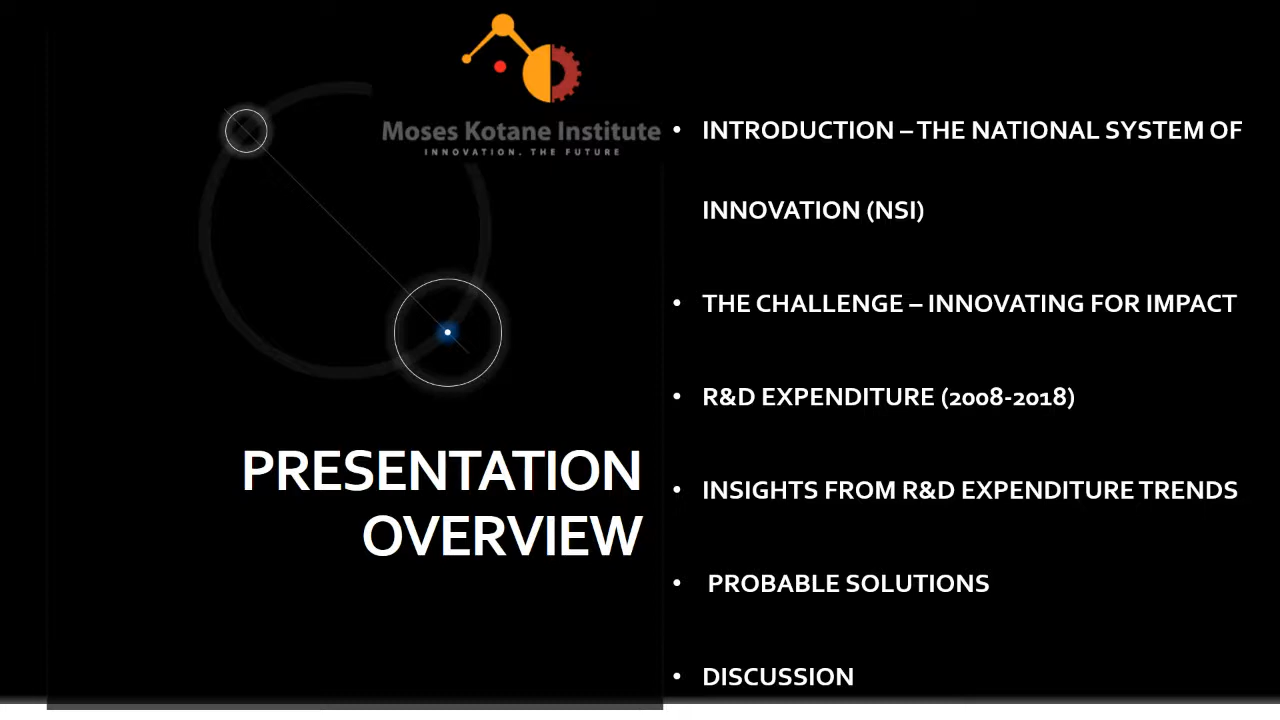 Moses Kotane Institute
INNOVATION. THE FUTURE
PRESENTATION
OVERVIEW
• INTRODUCTION – THE NATIONAL SYSTEM OF
INNOVATION (NSI)
• THE CHALLENGE – INNOVATING FOR IMPACT
• R&D EXPENDITURE (2008-2018)
• INSIGHTS FROM R&D EXPENDITURE TRENDS
• PROBABLE SOLUTIONS
• DISCUSSION